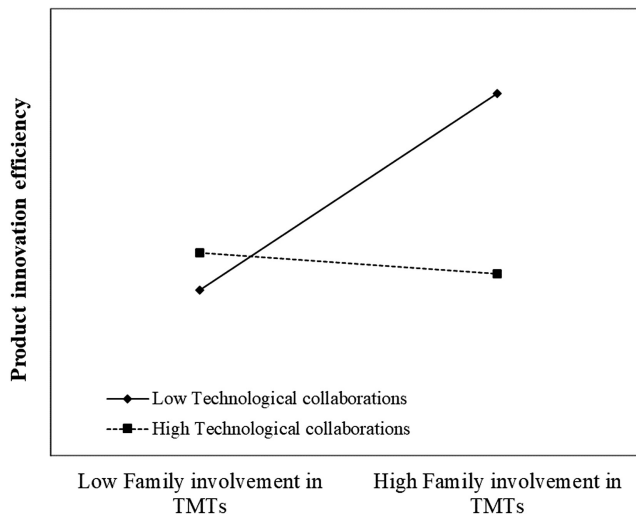 Product innovation efficiency
Low Technological collaborations
High Technological collaborations
Low Family involvement in
TMTs
High Family involvement in
TMTs